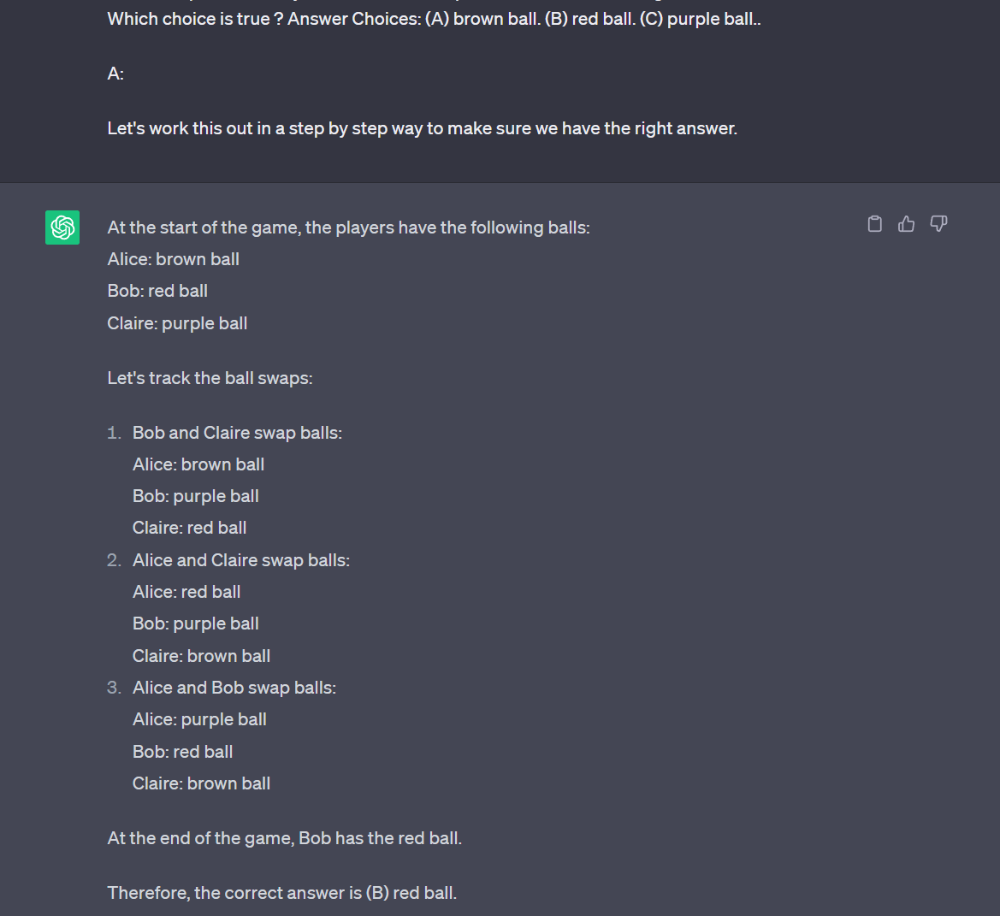 Which choice is true ? Answer Choices: (A) brown ball. (B) red ball. (C) purple ball..
A:
Let's work this out in a step by step way to make sure we have the right answer.
At the start of the game, the players have the following balls:
Alice: brown ball
Bob: red ball
Claire: purple ball
Let's track the ball swaps:
1. Bob and Claire swap balls:
Alice: brown ball
Bob: purple ball
Claire: red ball
2. Alice and Claire swap balls:
Alice: red ball
Bob: purple ball
Claire: brown ball
3. Alice and Bob swap balls:
Alice: purple ball
Bob: red ball
Claire: brown ball
At the end of the game, Bob has the red ball.
Therefore, the correct answer is (B) red ball.